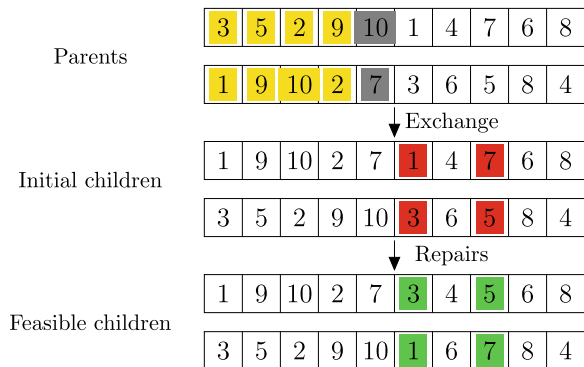 3 5 2 9 10 1 4 7 6 8
Parents
1 9 10 2 7 3 6 5 8 4
Exchange
1 9 10 2 7 1 4 7 6 8
Initial children
3 5 2 9 10 3 6 5 8 4
Repairs
1 9 10 2 7 3 4 5 6 8
Feasible children
3 5 2 9 10 1 6 7 8 4